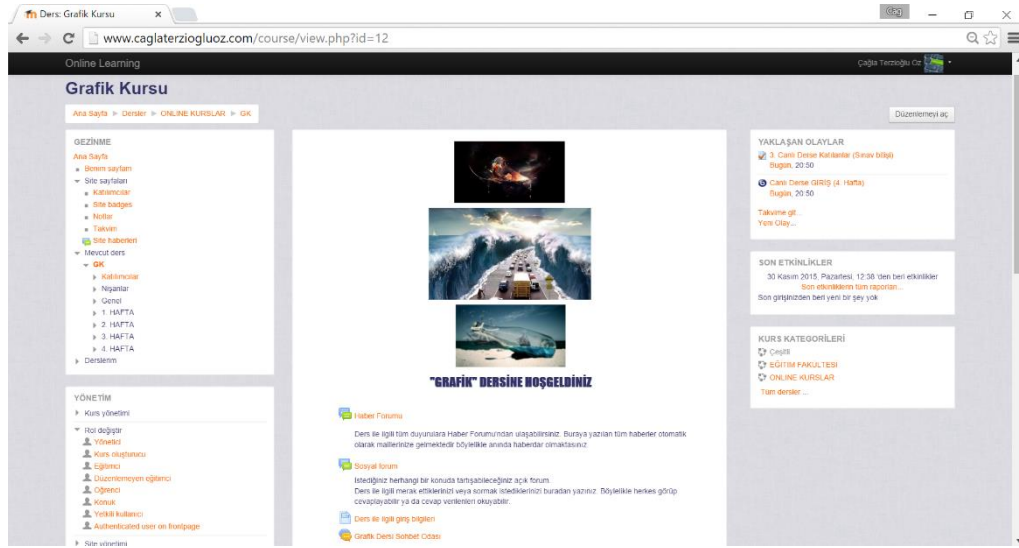 Ders: Grafik Kursu
Cag
www.caglaterziogluoz.com/course/view.php?id=12
Online Learning
Çağla Terzioğlu Öz
Grafik Kursu
Ana Sayfa ► Dersler ► ONLINE KURSLAR ► GK
Düzenlemeyi aç
GEZİNME
Ana Sayfa
Benim sayfam
Site sayfaları
Katılımcılar
Site badges
Notlar
Takvim
Site haberleri
Mevcut ders
GK
Katılımcılar
Nişanlar
Genel
1. HAFTA
2. HAFTA
3. HAFTA
4. HAFTA
Derslerim
YÖNETİM
Kurs yönetimi
Rol değiştir
Yönetici
Kurs oluşturucu
Eğitimci
Düzenlemeyen eğitimci
Öğrenci
Konuk
Yetkili kullanıcı
Authenticated user on frontpage
Site yönetimi
"GRAFİK" DERSİNE HOŞGELDİNİZ
Haber Forumu
Ders ile ilgili tüm duyurulara Haber Forumu'ndan ulaşabilirsiniz. Buraya yazılan tüm haberler otomatik
olarak maillerinize gelmektedir böylelikle anında haberdar olmaktasınız.
Sosyal forum
İstediğiniz herhangi bir konuda tartışabileceğiniz açık forum.
Ders ile ilgili merak ettiklerinizi veya sormak istediklerinizi buradan yazınız. Böylelikle herkes görüp
cevaplayabilir ya da cevap verilenleri okuyabilir.
Ders ile ilgili giriş bilgileri
Grafik Dersi Sohbet Odası
YAKLAŞAN OLAYLAR
3. Canlı Derse Katılanlar (Sınav bitişi)
Bugün, 20:50
Canlı Derse GİRİŞ (4. Hafta)
Bugün, 20:50
Takvime git...
Yeni Olay...
SON ETKİNLİKLER
30 Kasım 2015, Pazartesi, 12:38 'den beri etkinlikler
Son etkinliklerin tüm raporları...
Son girişinizden beri yeni bir şey yok
KURS KATEGORİLERİ
Çeşitli
EĞİTİM FAKÜLTESİ
ONLINE KURSLAR
Tüm dersler ...